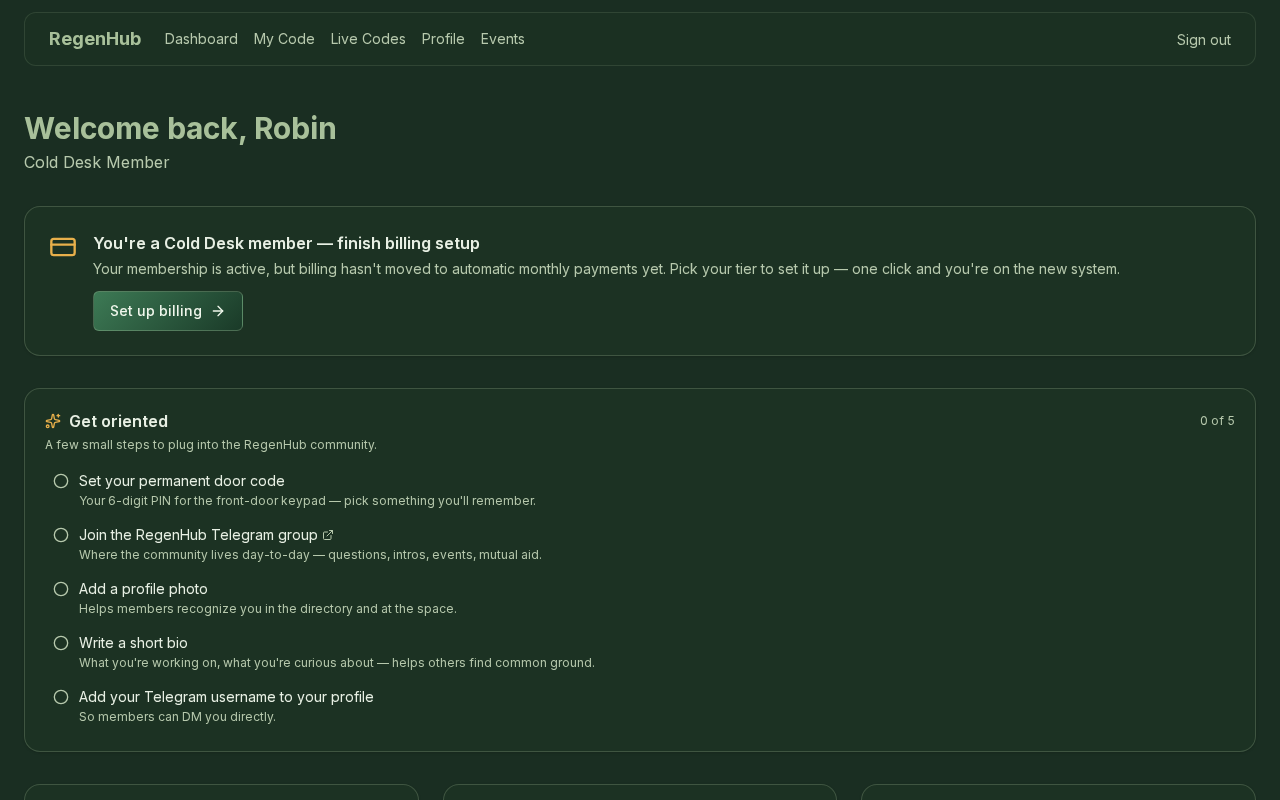 RegenHub Dashboard My Code Live Codes Profile Events Sign out
Welcome back, Robin
Cold Desk Member
You're a Cold Desk member — finish billing setup
Your membership is active, but billing hasn't moved to automatic monthly payments yet. Pick your tier to set it up — one click and you're on the new system.
Set up billing
Get oriented 0 of 5
A few small steps to plug into the RegenHub community.
Set your permanent door code
Your 6-digit PIN for the front-door keypad — pick something you'll remember.
Join the RegenHub Telegram group
Where the community lives day-to-day — questions, intros, events, mutual aid.
Add a profile photo
Helps members recognize you in the directory and at the space.
Write a short bio
What you're working on, what you're curious about — helps others find common ground.
Add your Telegram username to your profile
So members can DM you directly.